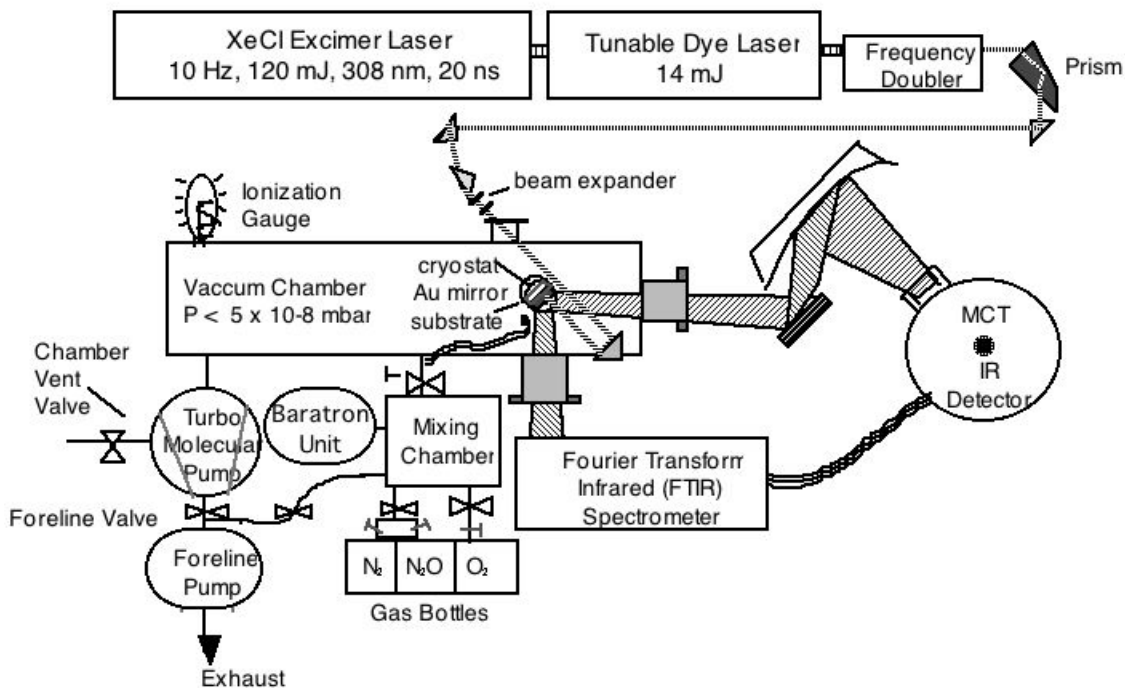 XeCl Excimer Laser
10 Hz, 120 mJ, 308 nm, 20 ns
Tunable Dye Laser
14 mJ
Frequency
Doubler
Prism
beam expander
Ionization
Gauge
cryostat
Au mirror
substrate
Vaccum Chamber
P < 5 x 10-8 mbar
MCT
IR
Detector
Chamber
Vent
Valve
Turbo
Molecular
Pump
Baratron
Unit
Mixing
Chamber
Fourier Transform
Infrared (FTIR)
Spectrometer
Foreline Valve
Foreline
Pump
N₂
N₂O
O₂
Gas Bottles
Exhaust